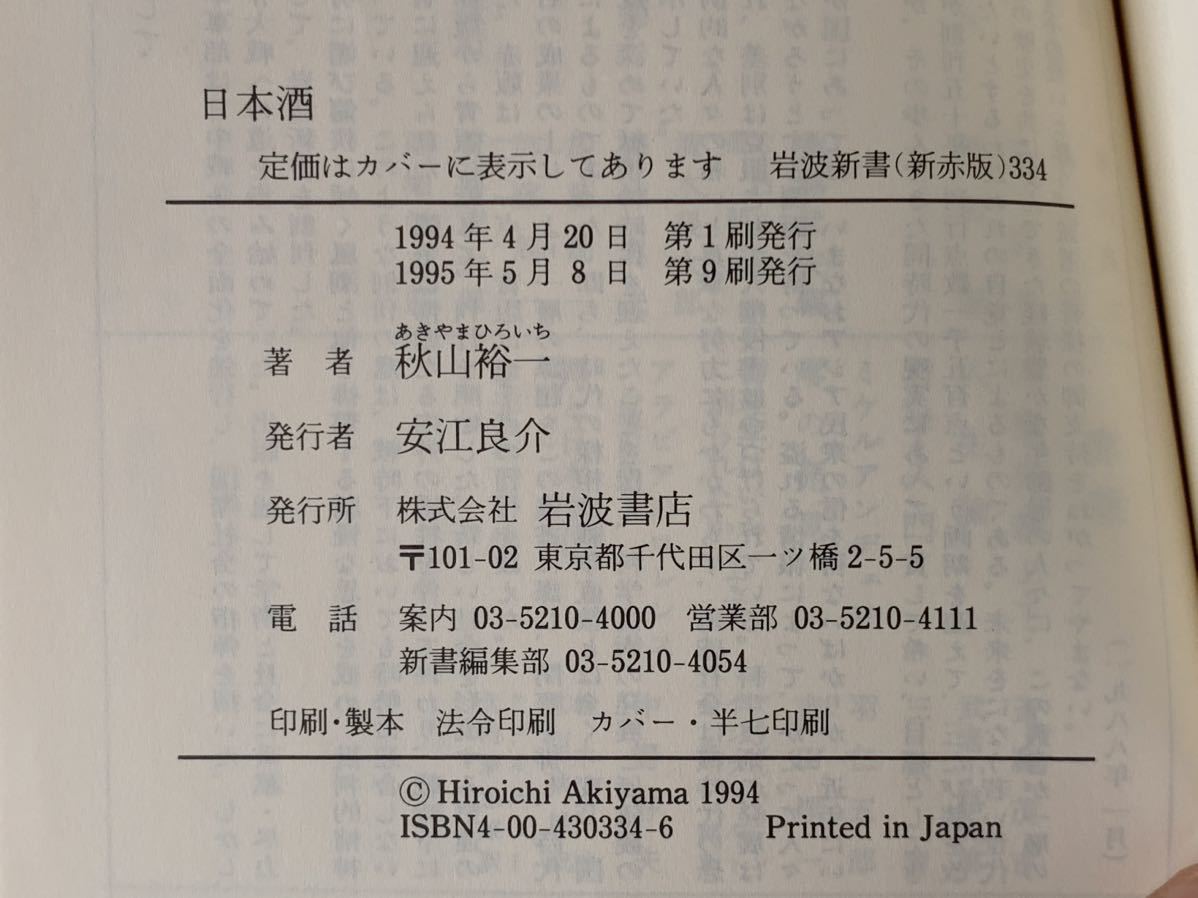 日本酒
定価はカバーに表示してあります 岩波新書(新赤版)334
1994年4月20日 第1刷発行
1995年5月8日 第9刷発行
あきやまひろいち
著者 秋山裕一
発行者 安江良介
発行所 株式会社 岩波書店
〒101-02 東京都千代田区一ツ橋2-5-5
電話 案内 03-5210-4000 営業部 03-5210-4111
新書編集部 03-5210-4054
印刷・製本 法令印刷 カバー・半七印刷
© Hiroichi Akiyama 1994
ISBN4-00-430334-6 Printed in Japan